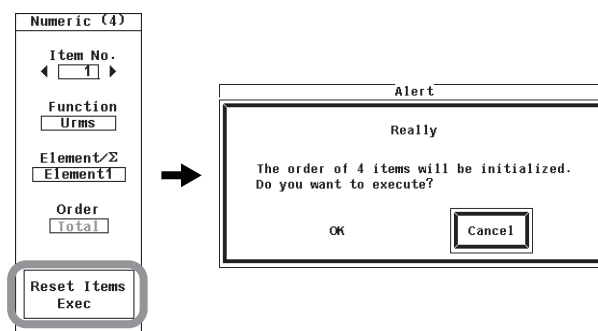 Numeric (4)
Item No.
1
Function
Urms
Element/Σ
Element1
Order
Total
Reset Items
Exec
Alert
Really
The order of 4 items will be initialized.
Do you want to execute?
OK
Cancel